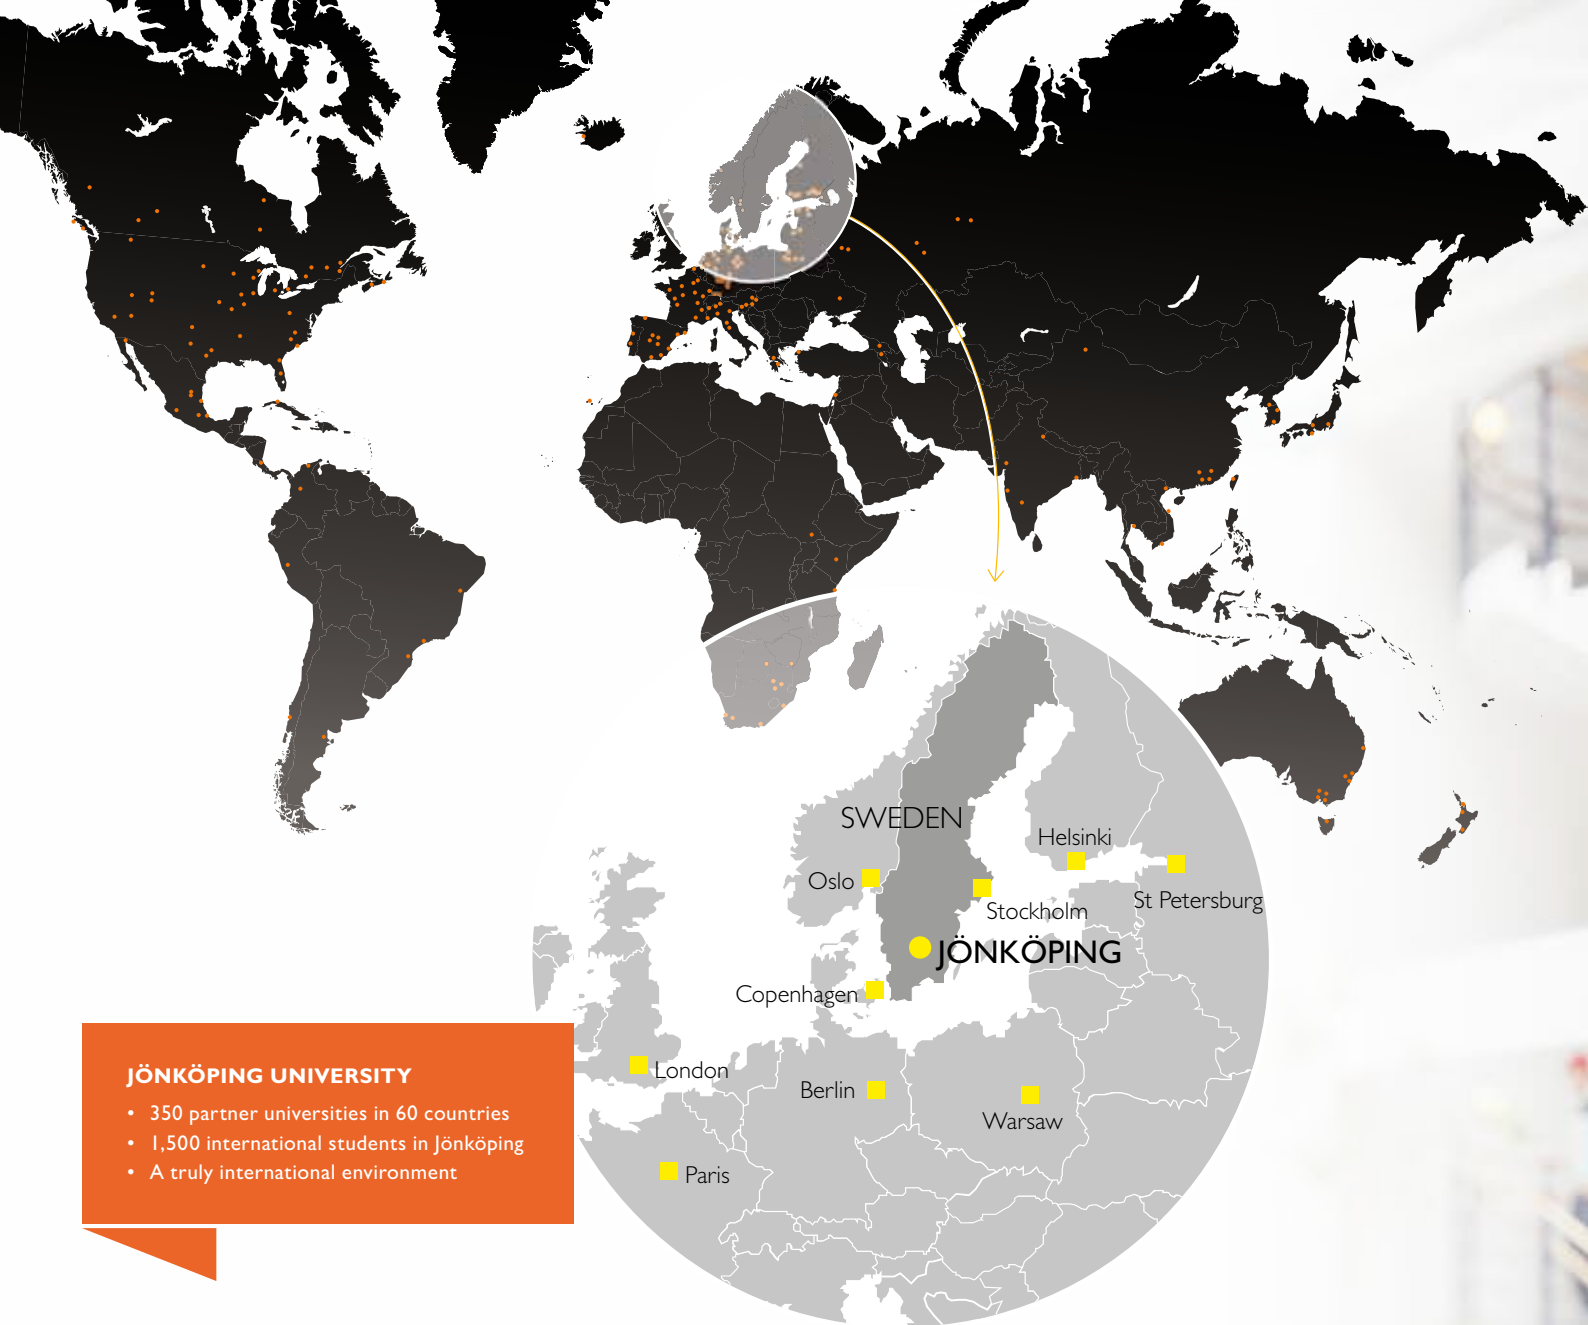 SWEDEN
Helsinki
Oslo
St Petersburg
Stockholm
JÖNKÖPING
Copenhagen
London
Berlin
Warsaw
Paris
JÖNKÖPING UNIVERSITY
• 350 partner universities in 60 countries
• 1,500 international students in Jönköping
• A truly international environment